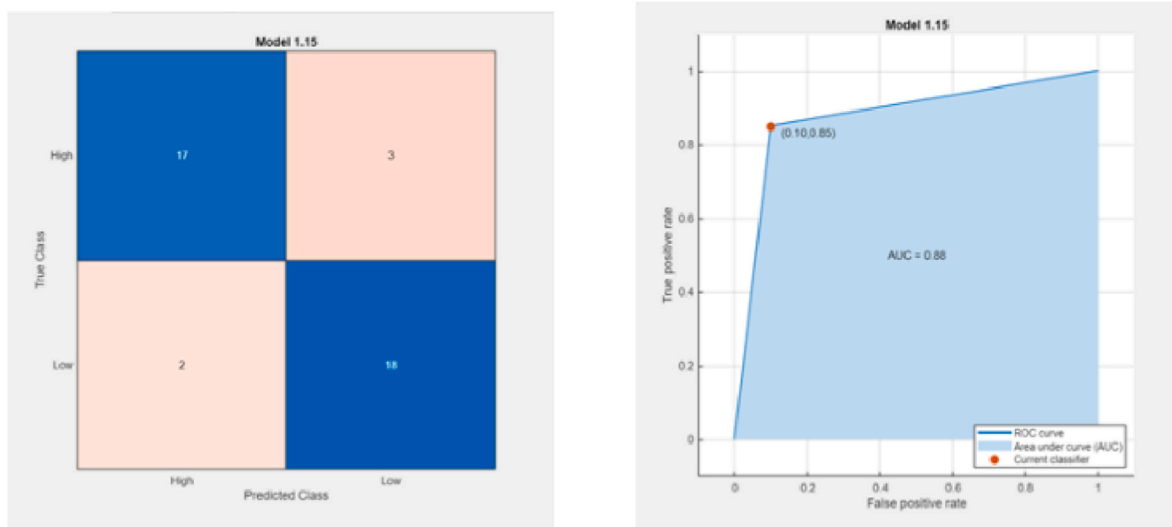 Model 1.15
High
17
3
True Class
Low
2
18
High
Low
Predicted Class
Model 1.15
1
0.8
0.6
0.4
0.2
0
True positive rate
(0.10,0.85)
AUC = 0.88
ROC curve
Area under curve (AUC)
Current classifier
0
0.2
0.4
0.6
0.8
1
False positive rate